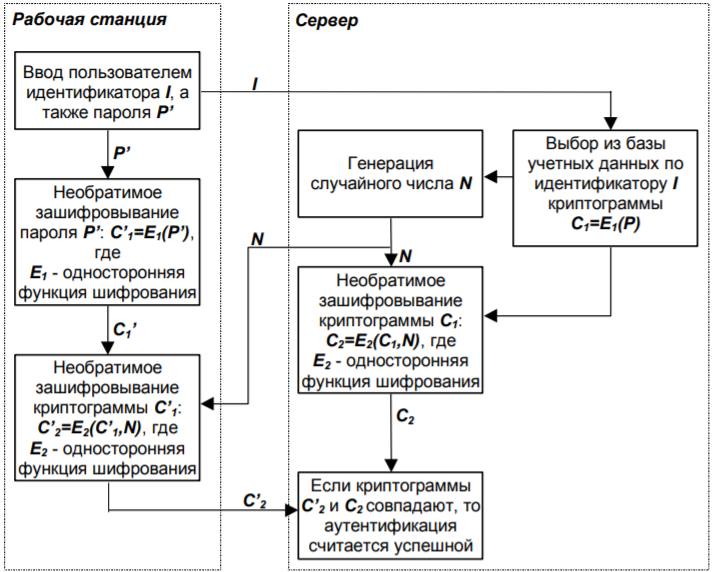 Рабочая станция
Сервер
Ввод пользователем
идентификатора I, а
также пароля P’
I
P’
Выбор из базы
учетных данных по
идентификатору I
криптограммы
C1=E1(P)
Генерация
случайного числа N
Необратимое
зашифровывание
пароля P’: C’1=E1(P’),
где
E1 - односторонняя
функция шифрования
N
N
Необратимое
зашифровывание
криптограммы C1:
C2=E2(C1,N), где
E2 - односторонняя
функция шифрования
C1’
Необратимое
зашифровывание
криптограммы C’1:
C’2=E2(C’1,N), где
E2 - односторонняя
функция шифрования
C2
C’2
Если криптограммы
C’2 и C2 совпадают, то
аутентификация
считается успешной